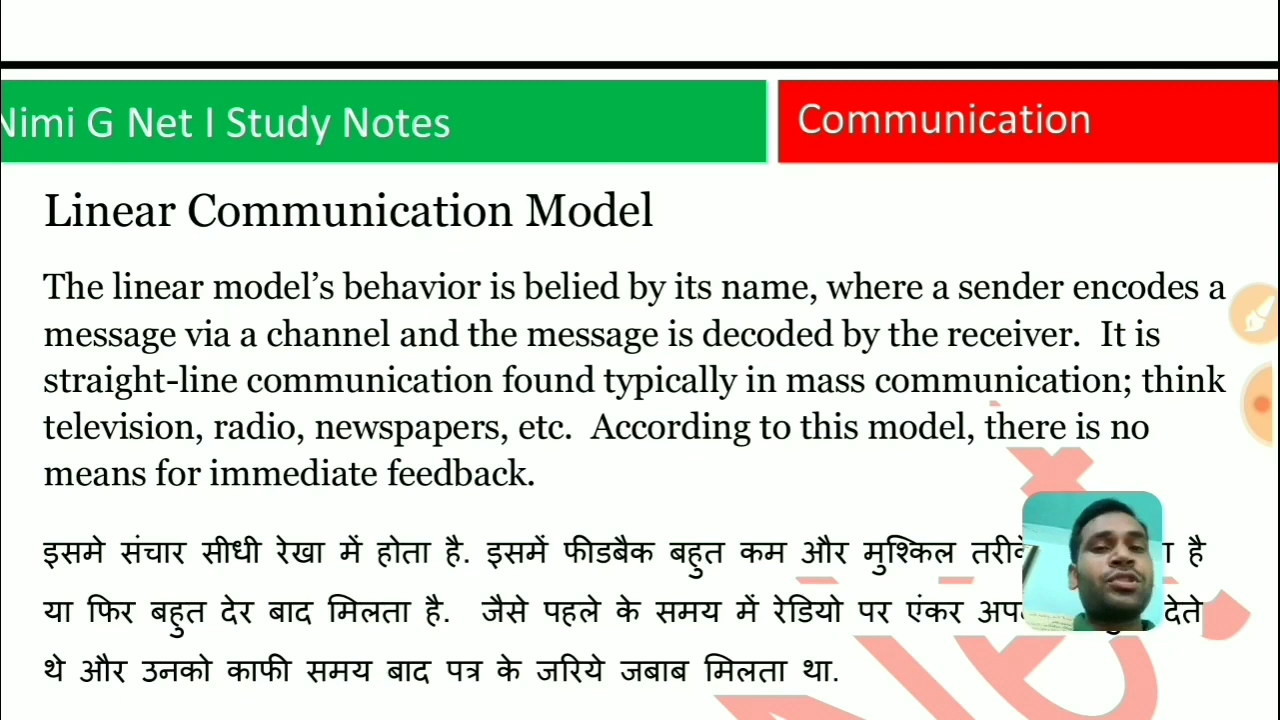 Nimi G Net I Study Notes
Communication
Linear Communication Model
The linear model’s behavior is belied by its name, where a sender encodes a
message via a channel and the message is decoded by the receiver.  It is
straight-line communication found typically in mass communication; think
television, radio, newspapers, etc.  According to this model, there is no
means for immediate feedback.
इसमे संचार सीधी रेखा में होता है. इसमें फीडबैक बहुत कम और मुश्किल है
या फिर बहुत देर बाद मिलता है.  जैसे पहले के समय में रेडियो पर एंकर देते
थे और उनको काफी समय बाद पत्र के जरिये जबाब मिलता था.